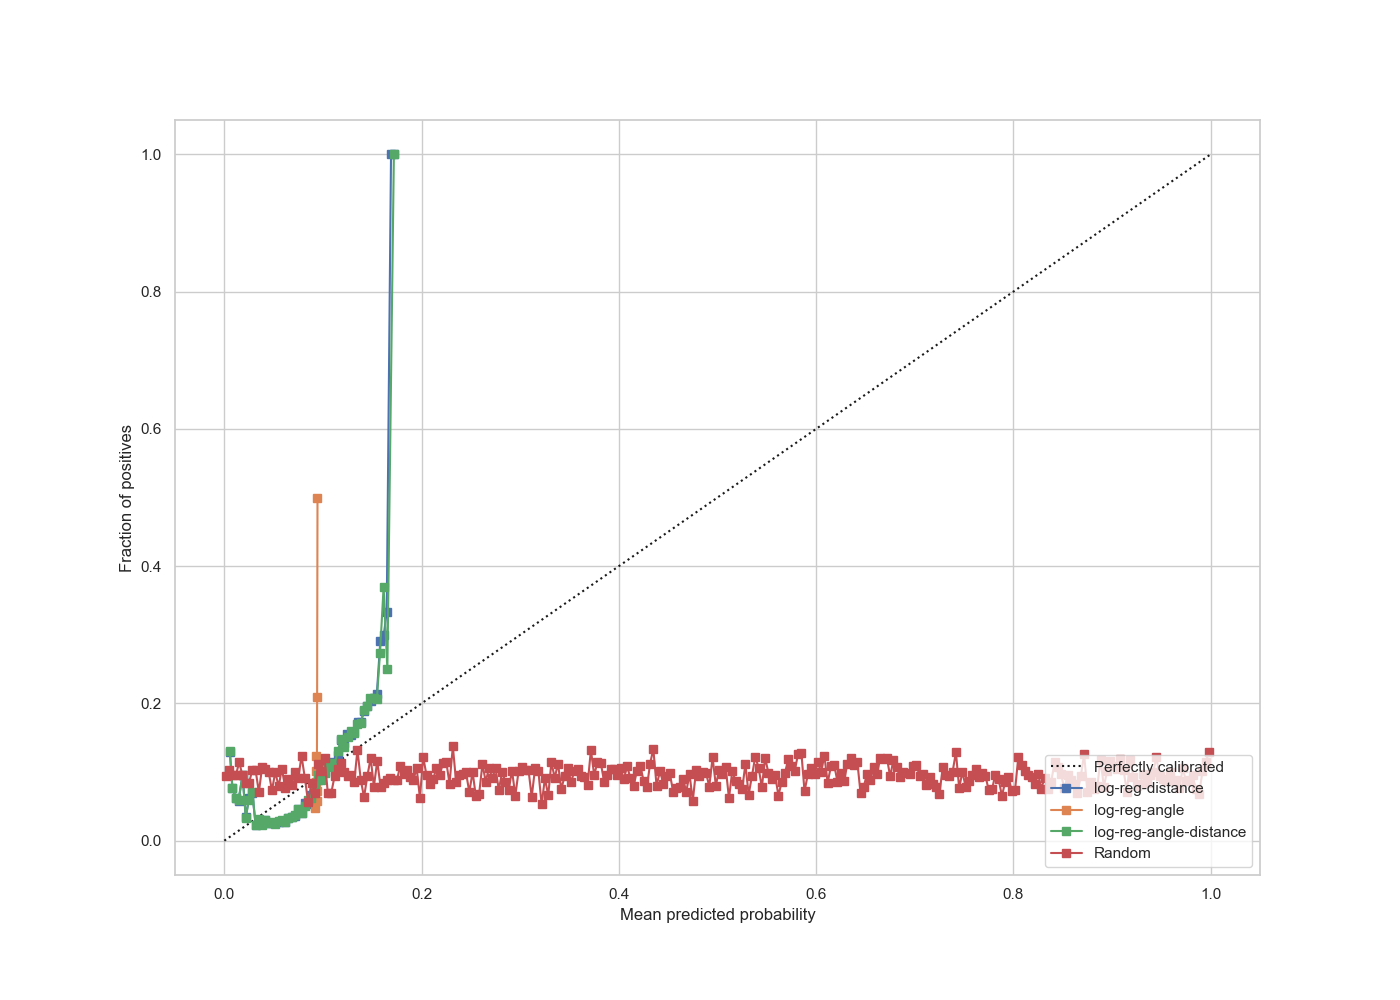 1.0
0.8
0.6
0.4
0.2
0.0
Fraction of positives
Perfectly calibrated
log-reg-distance
log-reg-angle
log-reg-angle-distance
Random
0.0 0.2 0.4 0.6 0.8 1.0
Mean predicted probability